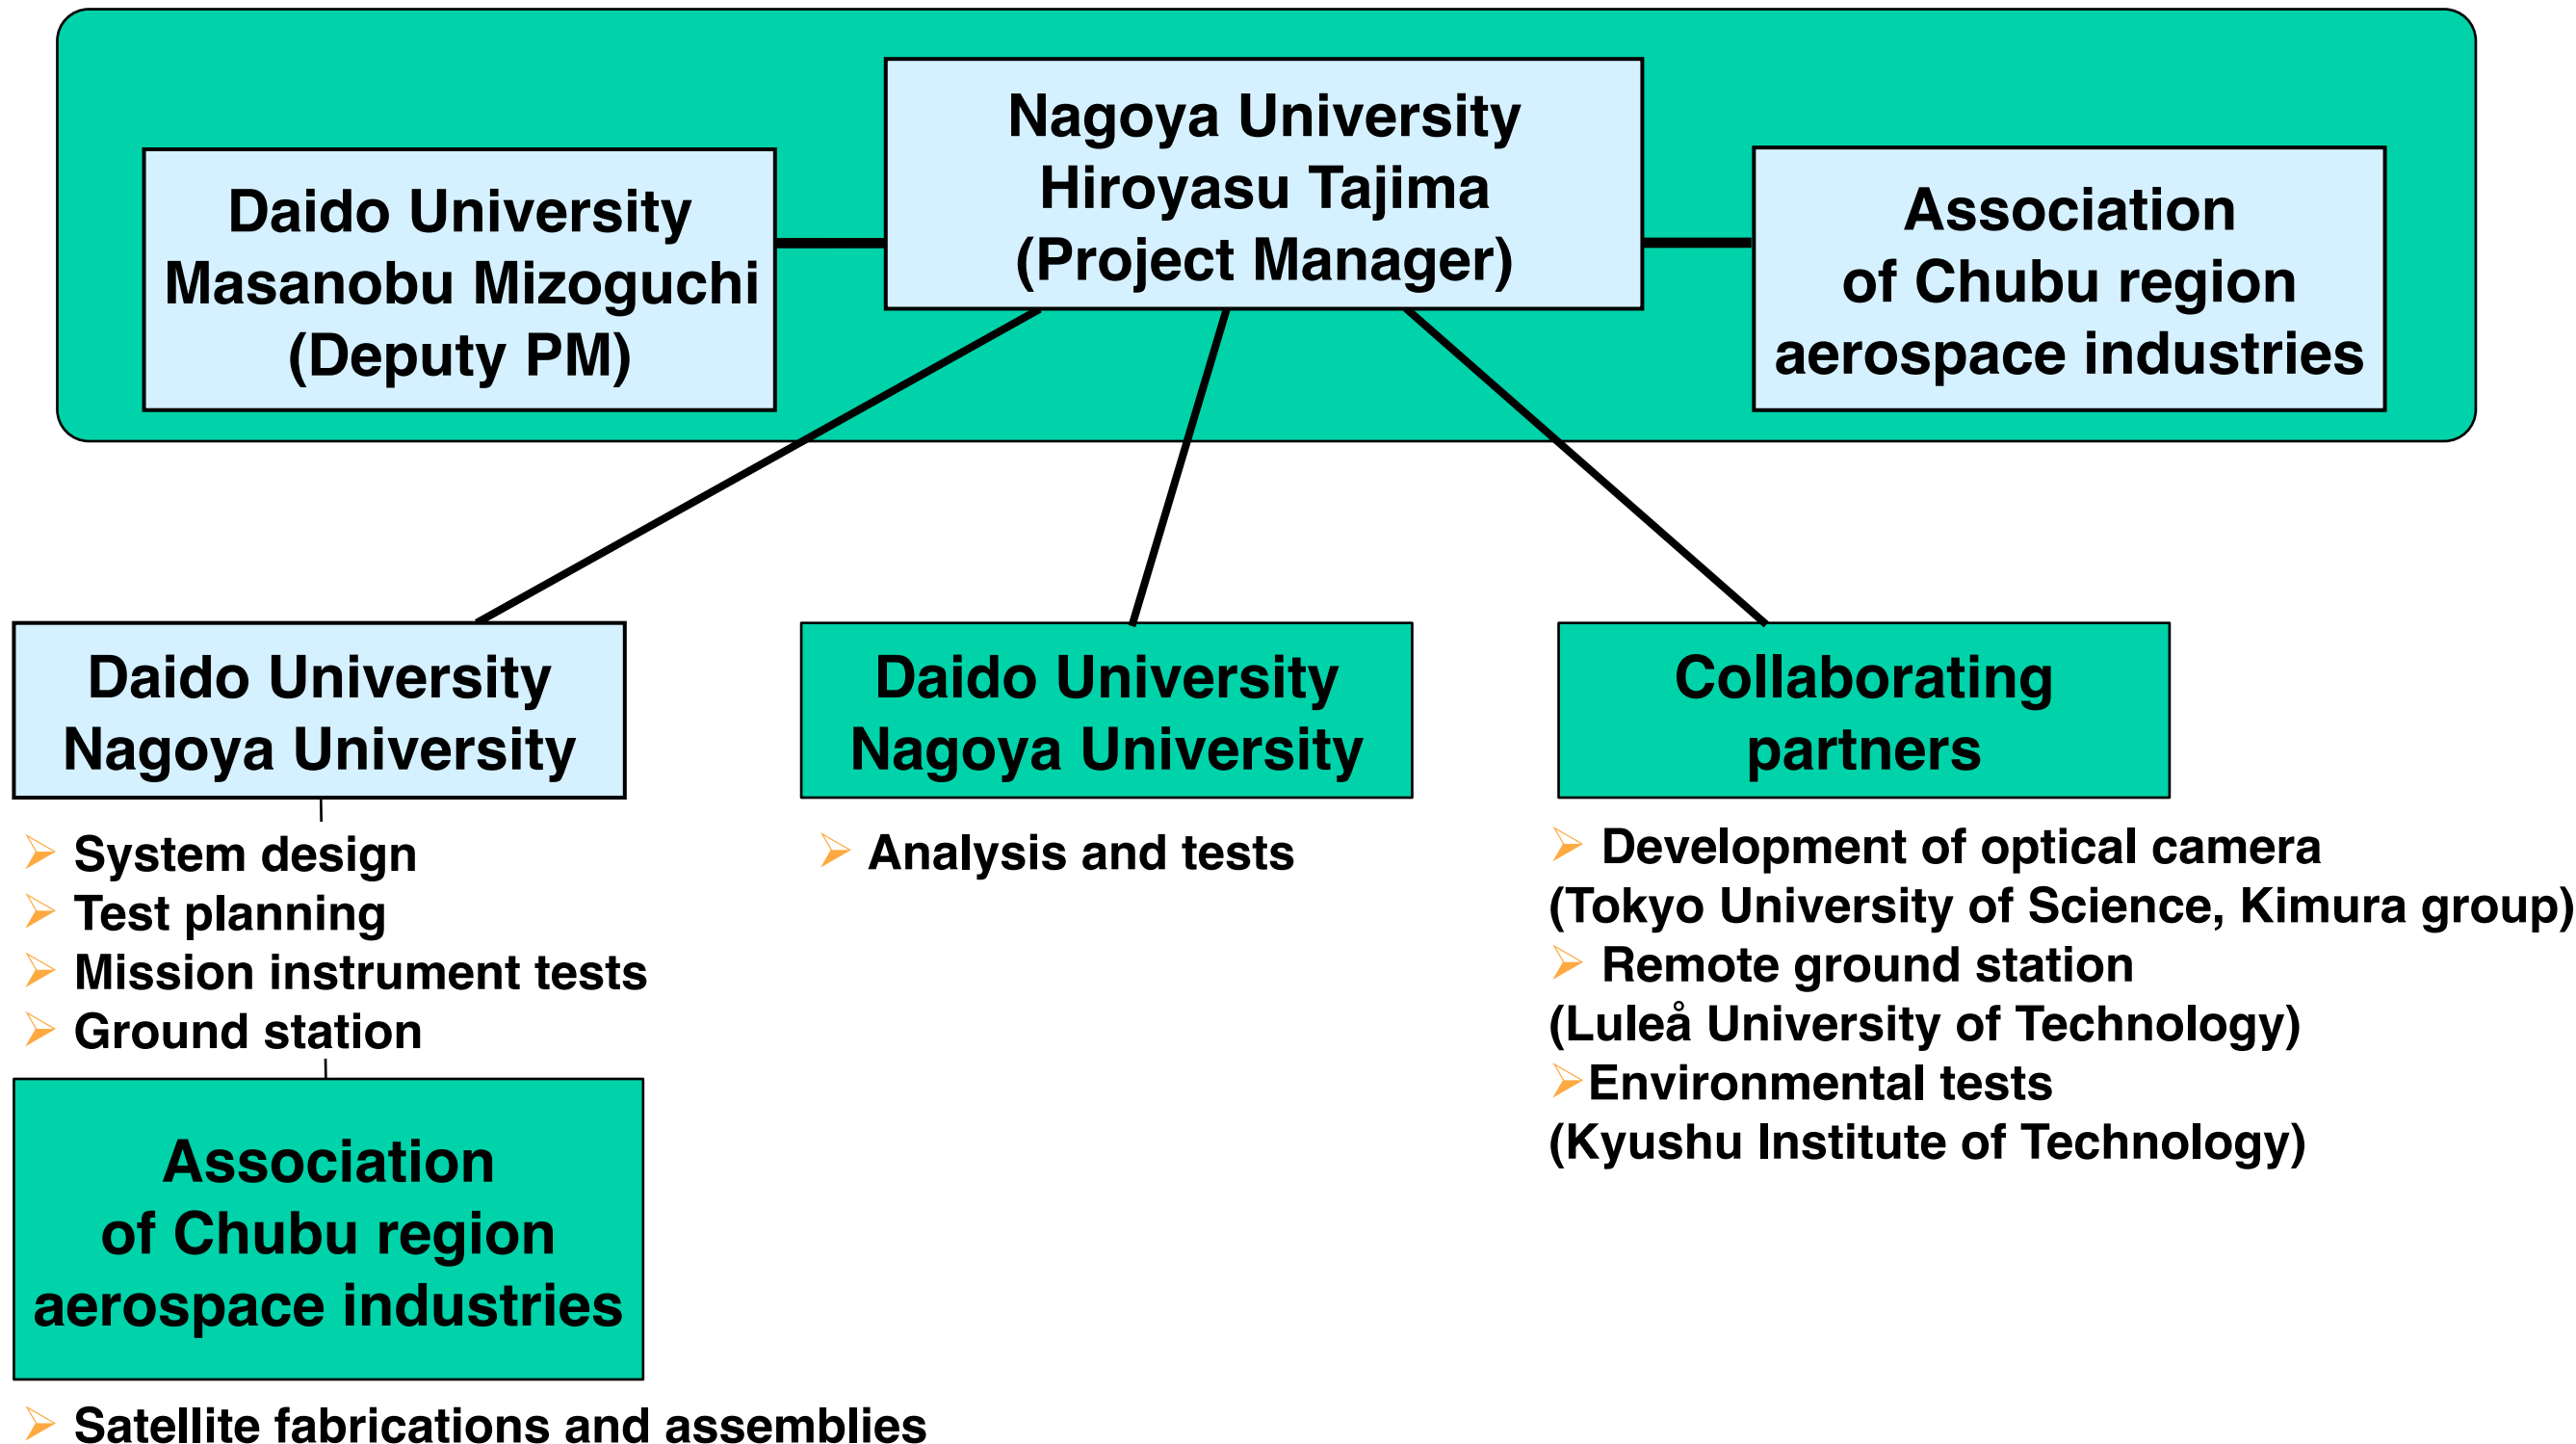 Nagoya University
Hiroyasu Tajima
(Project Manager)
Daido University
Masanobu Mizoguchi
(Deputy PM)
Association
of Chubu region
aerospace industries
Daido University
Nagoya University
System design
Test planning
Mission instrument tests
Ground station
Association
of Chubu region
aerospace industries
Satellite fabrications and assemblies
Daido University
Nagoya University
Analysis and tests
Collaborating
partners
Development of optical camera
(Tokyo University of Science, Kimura group)
Remote ground station
(Luleå University of Technology)
Environmental tests
(Kyushu Institute of Technology)